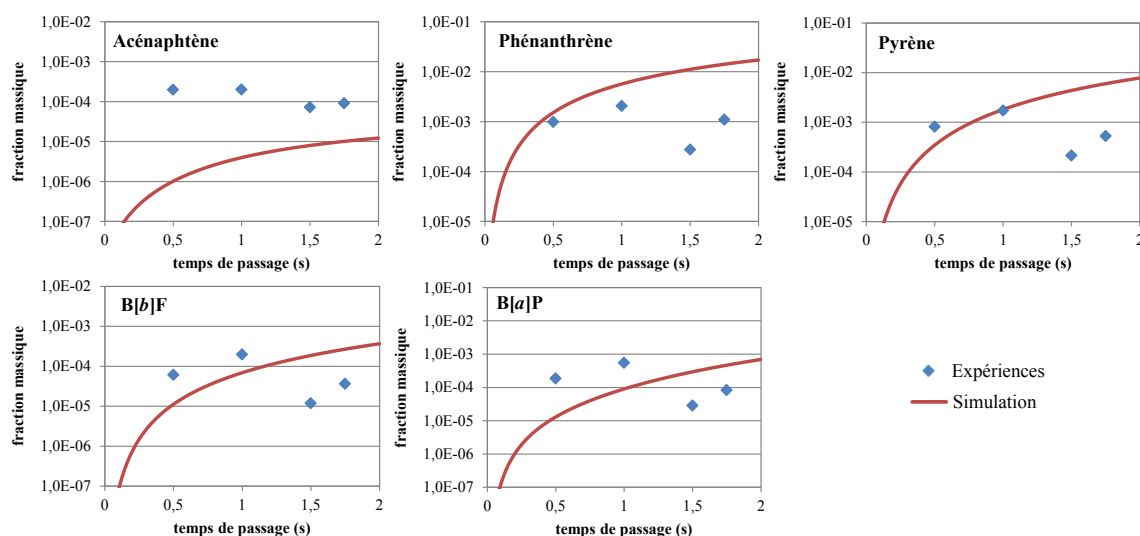 Acénaphtène
fraction massique
1,0E-02
1,0E-03
1,0E-04
1,0E-05
1,0E-06
1,0E-07
0 0,5 1 1,5 2
temps de passage (s)
Phénanthrène
fraction massique
1,0E-01
1,0E-02
1,0E-03
1,0E-04
1,0E-05
0 0,5 1 1,5 2
temps de passage (s)
Pyrène
fraction massique
1,0E-01
1,0E-02
1,0E-03
1,0E-04
1,0E-05
0 0,5 1 1,5 2
temps de passage (s)
B[b]F
fraction massique
1,0E-02
1,0E-03
1,0E-04
1,0E-05
1,0E-06
1,0E-07
0 0,5 1 1,5 2
temps de passage (s)
B[a]P
fraction massique
1,0E-01
1,0E-02
1,0E-03
1,0E-04
1,0E-05
1,0E-06
1,0E-07
0 0,5 1 1,5 2
temps de passage (s)
Expériences
Simulation